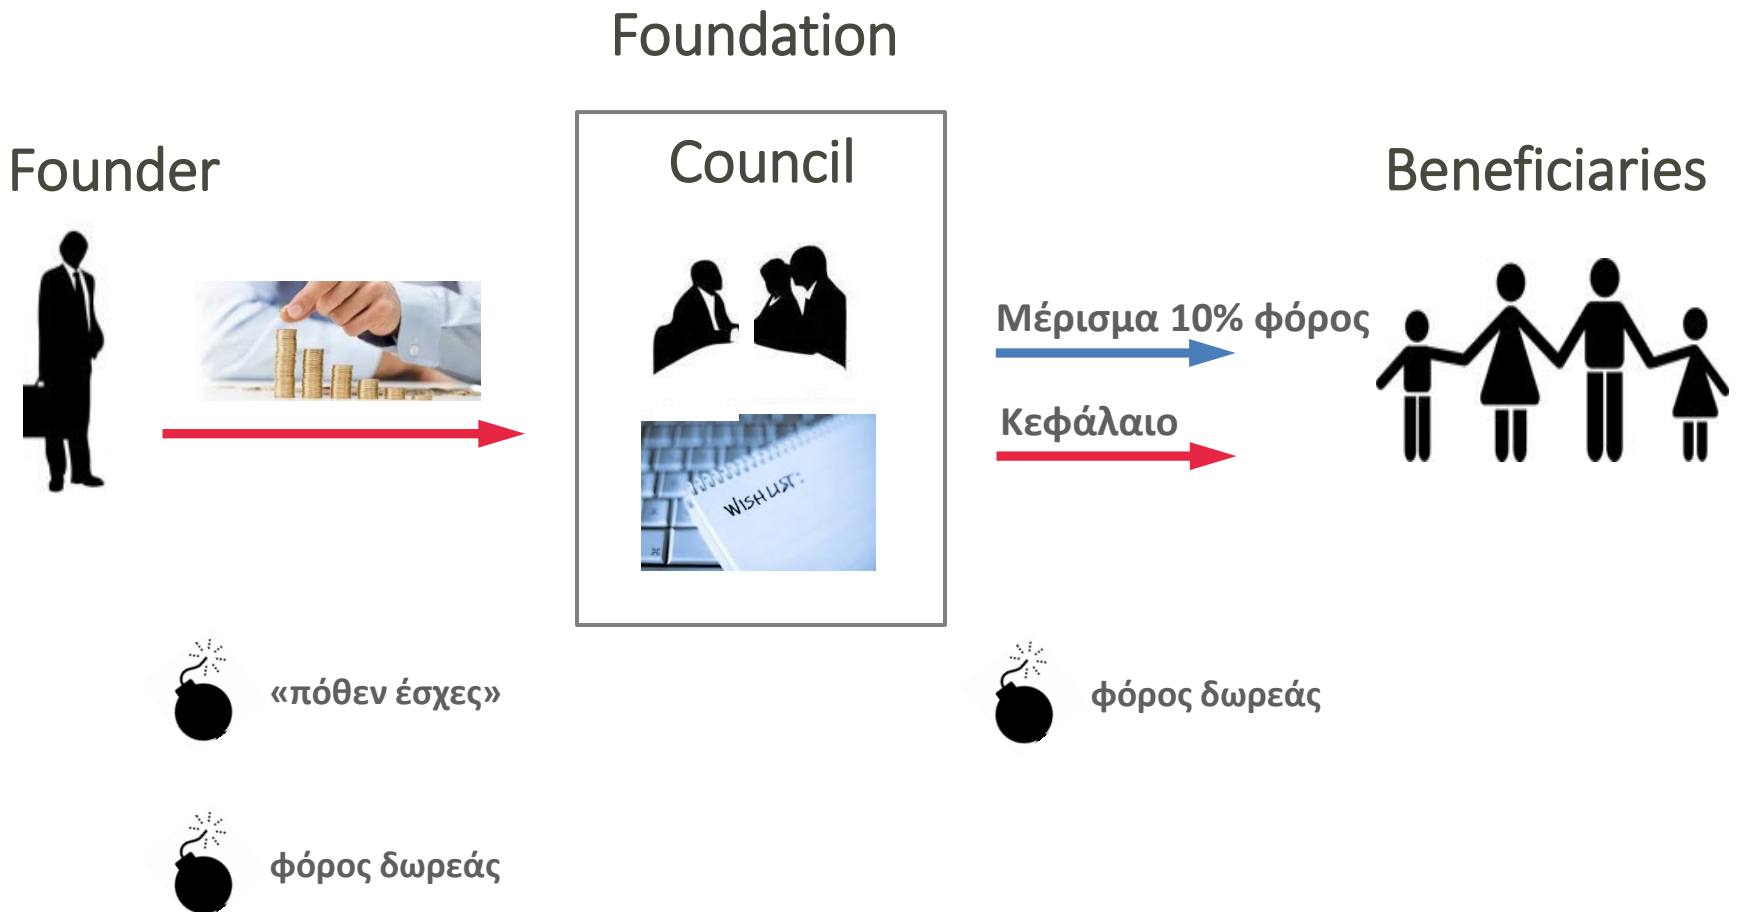 Foundation
Founder
Council
Beneficiaries
Μέρισμα 10% φόρος
Κεφάλαιο
WISH LIST:
«πόθεν έσχες»
φόρος δωρεάς
φόρος δωρεάς